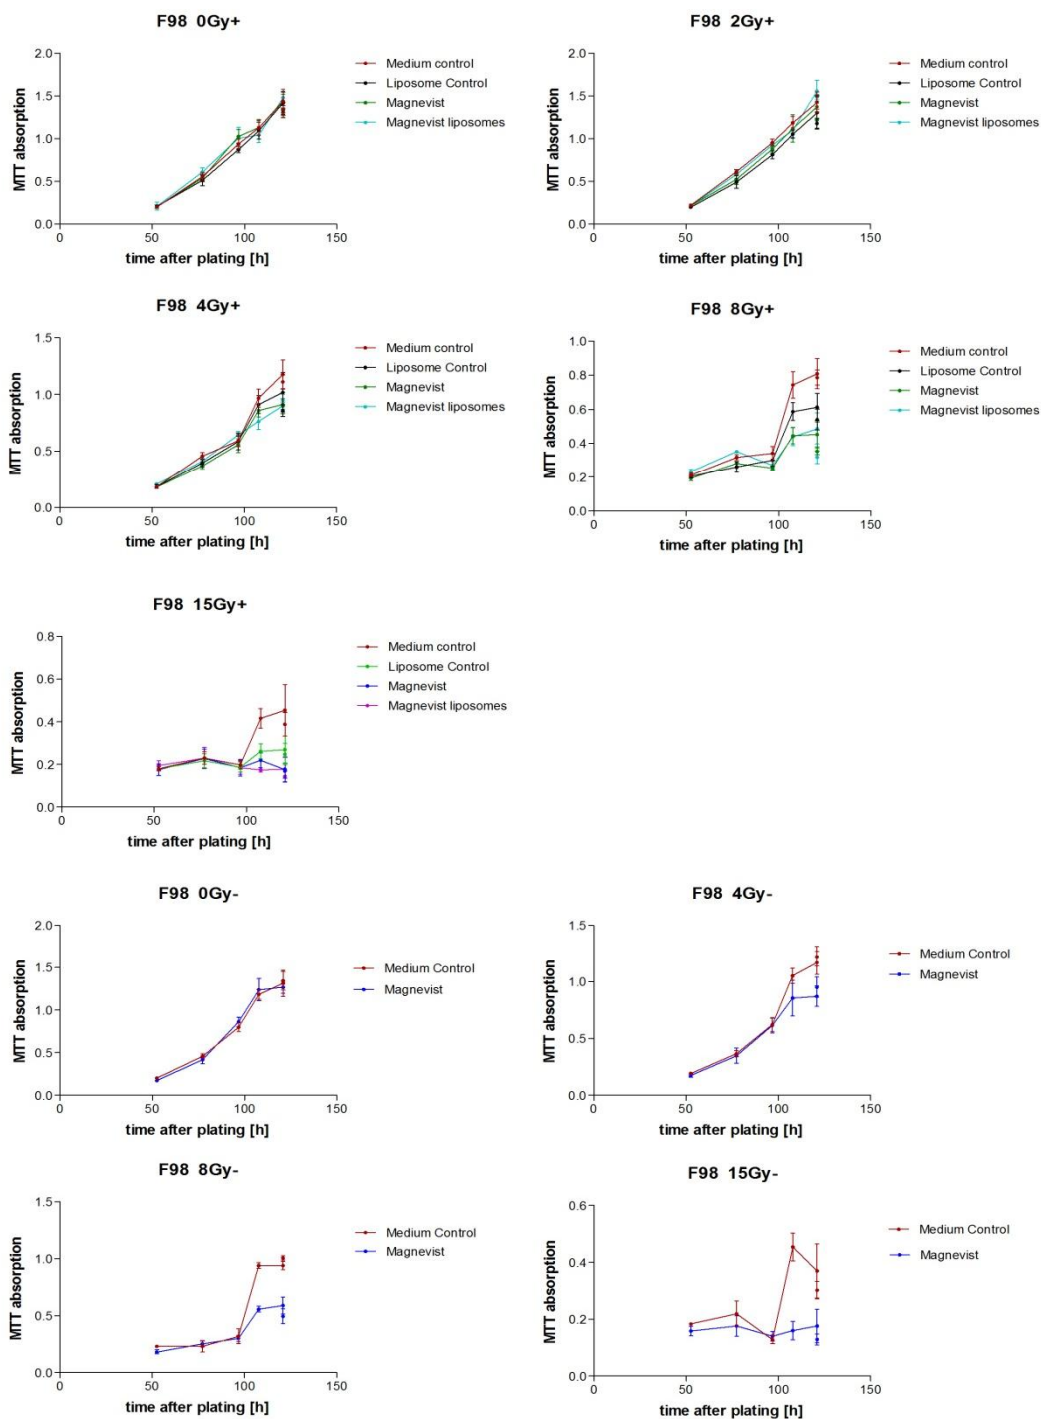 F98 0Gy+
2.0
1.5
1.0
0.5
0.0
MTT absorption
0
50
100
150
time after plating [h]
Medium control
Liposome Control
Magnevist
Magnevist liposomes
F98 2Gy+
2.0
1.5
1.0
0.5
0.0
MTT absorption
0
50
100
150
time after plating [h]
Medium control
Liposome Control
Magnevist
Magnevist liposomes
F98 4Gy+
1.5
1.0
0.5
0.0
MTT absorption
0
50
100
150
time after plating [h]
Medium control
Liposome Control
Magnevist
Magnevist liposomes
F98 8Gy+
1.0
0.8
0.6
0.4
0.2
0.0
MTT absorption
0
50
100
150
time after plating [h]
Medium control
Liposome Control
Magnevist
Magnevist liposomes
F98 15Gy+
0.8
0.6
0.4
0.2
0.0
MTT absorption
0
50
100
150
time after plating [h]
Medium control
Liposome Control
Magnevist
Magnevist liposomes
F98 0Gy-
2.0
1.5
1.0
0.5
0.0
MTT absorption
0
50
100
150
time after plating [h]
Medium Control
Magnevist
F98 4Gy-
1.5
1.0
0.5
0.0
MTT absorption
0
50
100
150
time after plating [h]
Medium Control
Magnevist
F98 8Gy-
1.5
1.0
0.5
0.0
MTT absorption
0
50
100
150
time after plating [h]
Medium Control
Magnevist
F98 15Gy-
0.6
0.4
0.2
0.0
MTT absorption
0
50
100
150
time after plating [h]
Medium Control
Magnevist